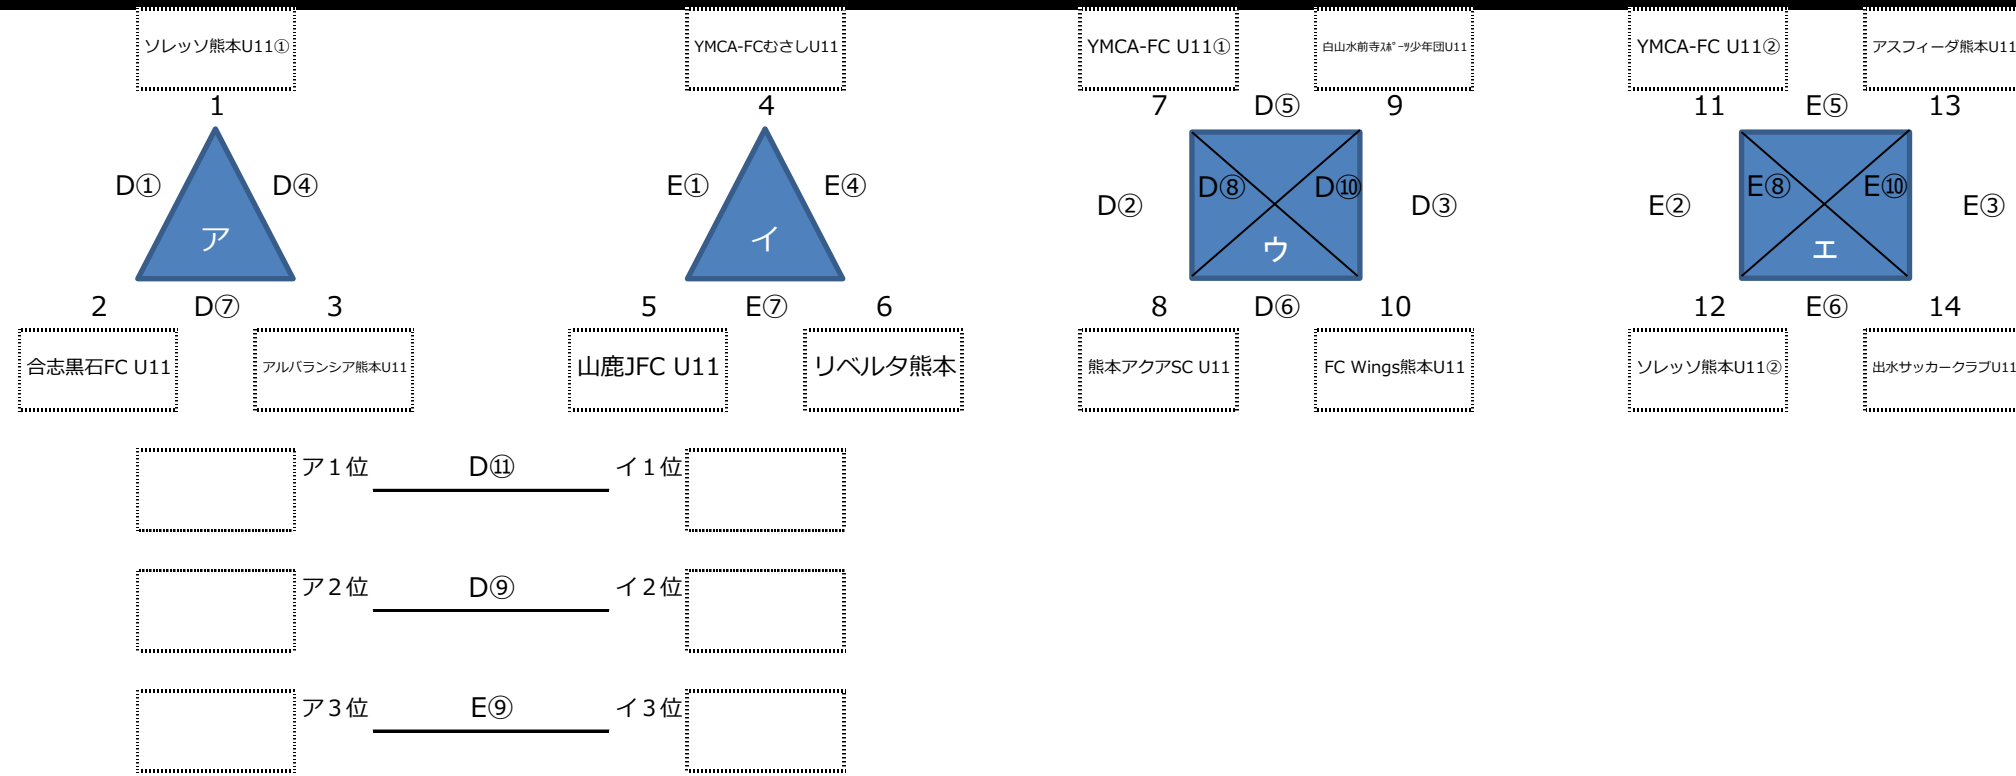 ソレッソ熊本U11①
YMCA-FCむさしU11
YMCA-FC U11①
白山水前寺ｽﾎﾟｰﾂ少年団U11
YMCA-FC U11②
アスフィーダ熊本U11
1
4
7
D⑤
9
11
E⑤
13
D①
D④
E①
E④
D②
D⑧
D⑩
D③
E②
E⑧
E⑩
E③
ア
イ
ウ
エ
2
D⑦
3
5
E⑦
6
8
D⑥
10
12
E⑥
14
合志黒石FC U11
アルバランシア熊本U11
山鹿JFC U11
リベルタ熊本
熊本アクアSC U11
FC Wings熊本U11
ソレッソ熊本U11②
出水サッカークラブU11
ア１位
D⑪
イ１位
ア２位
D⑨
イ２位
ア３位
E⑨
イ３位